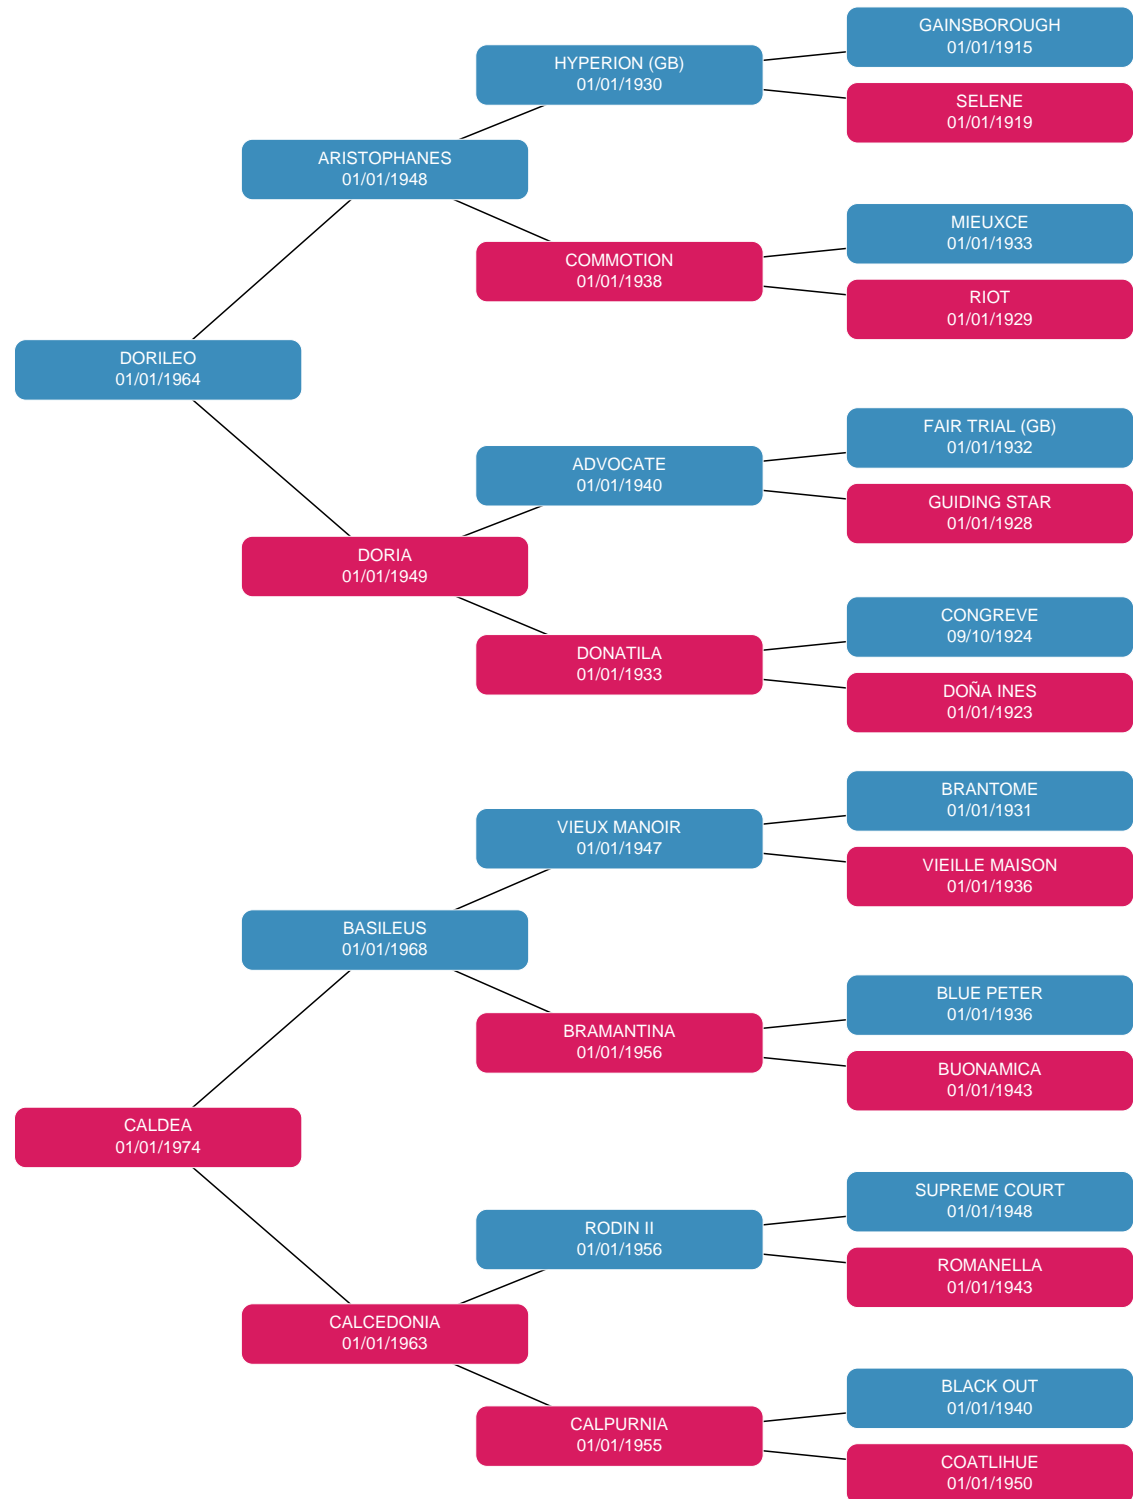 GAINSBOROUGH
01/01/1915
HYPERION (GB)
01/01/1930
SELENE
01/01/1919
ARISTOPHANES
01/01/1948
MIEUXCE
01/01/1933
COMMOTION
01/01/1938
RIOT
01/01/1929
DORILEO
01/01/1964
FAIR TRIAL (GB)
01/01/1932
ADVOCATE
01/01/1940
GUIDING STAR
01/01/1928
DORIA
01/01/1949
CONGREVE
09/10/1924
DONATILA
01/01/1933
DOÑA INES
01/01/1923
BRANTOME
01/01/1931
VIEUX MANOIR
01/01/1947
VIEILLE MAISON
01/01/1936
BASILEUS
01/01/1968
BLUE PETER
01/01/1936
BRAMANTINA
01/01/1956
BUONAMICA
01/01/1943
CALDEA
01/01/1974
SUPREME COURT
01/01/1948
RODIN II
01/01/1956
ROMANELLA
01/01/1943
CALCEDONIA
01/01/1963
BLACK OUT
01/01/1940
CALPURNIA
01/01/1955
COATLIHUE
01/01/1950